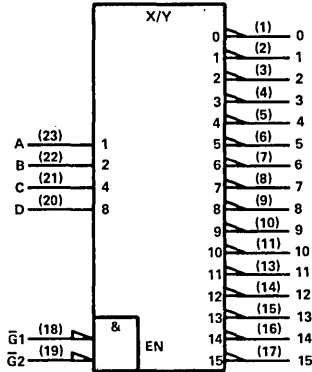 X/Y
0 (1) 0
1 (2) 1
2 (3) 2
3 (4) 3
4 (5) 4
A (23) 1 5 (6) 5
B (22) 2 6 (7) 6
C (21) 4 7 (8) 7
D (20) 8 8 (9) 8
9 (10) 9
10 (11) 10
11 (13) 11
12 (14) 12
& 13 (15) 13
G̅1 (18) EN 14 (16) 14
G̅2 (19) 15 (17) 15